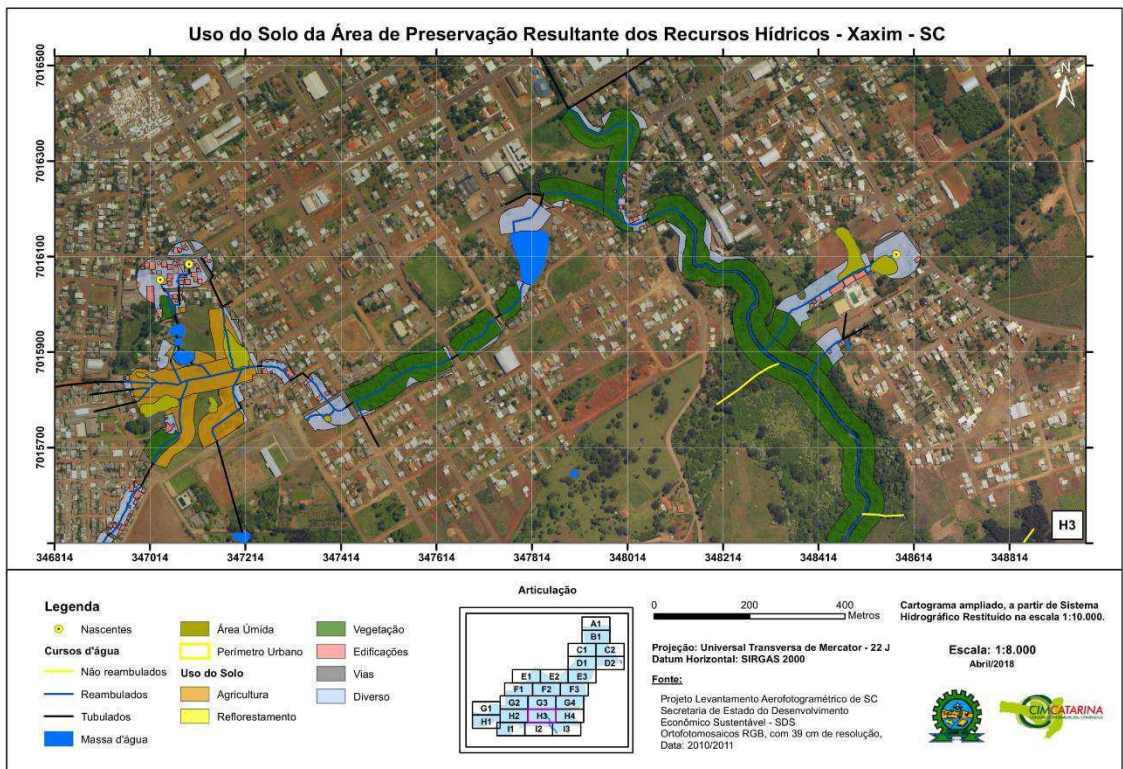 Uso do Solo da Área de Preservação Resultante dos Recursos Hídricos - Xaxim - SC
7016500
7016300
7016100
7015900
7015700
N
H3
346814 347014 347214 347414 347614 347814 348014 348214 348414 348614 348814
Legenda
Nascentes
Cursos d'água
Não reambulados
Reambulados
Tubulados
Massa d'água
Área Úmida
Perímetro Urbano
Uso do Solo
Agricultura
Reflorestamento
Vegetação
Edificações
Vias
Diverso
Articulação
A1
B1
C1 C2
D1 D2
E1 E2 E3
F1 F2 F3
G1 G2 G3 G4
H1 H2 H3 H4
I1 I2 I3
0 200 400
Metros
Projeção: Universal Transversa de Mercator - 22 J
Datum Horizontal: SIRGAS 2000
Fonte:
Projeto Levantamento Aerofotogramétrico de SC
Secretaria de Estado do Desenvolvimento
Econômico Sustentável - SDS
Ortofotomosaicos RGB, com 39 cm de resolução,
Data: 2010/2011
Cartograma ampliado, a partir de Sistema
Hidrográfico Restituído na escala 1:10.000.
Escala: 1:8.000
Abril/2018
CIMCATARINA